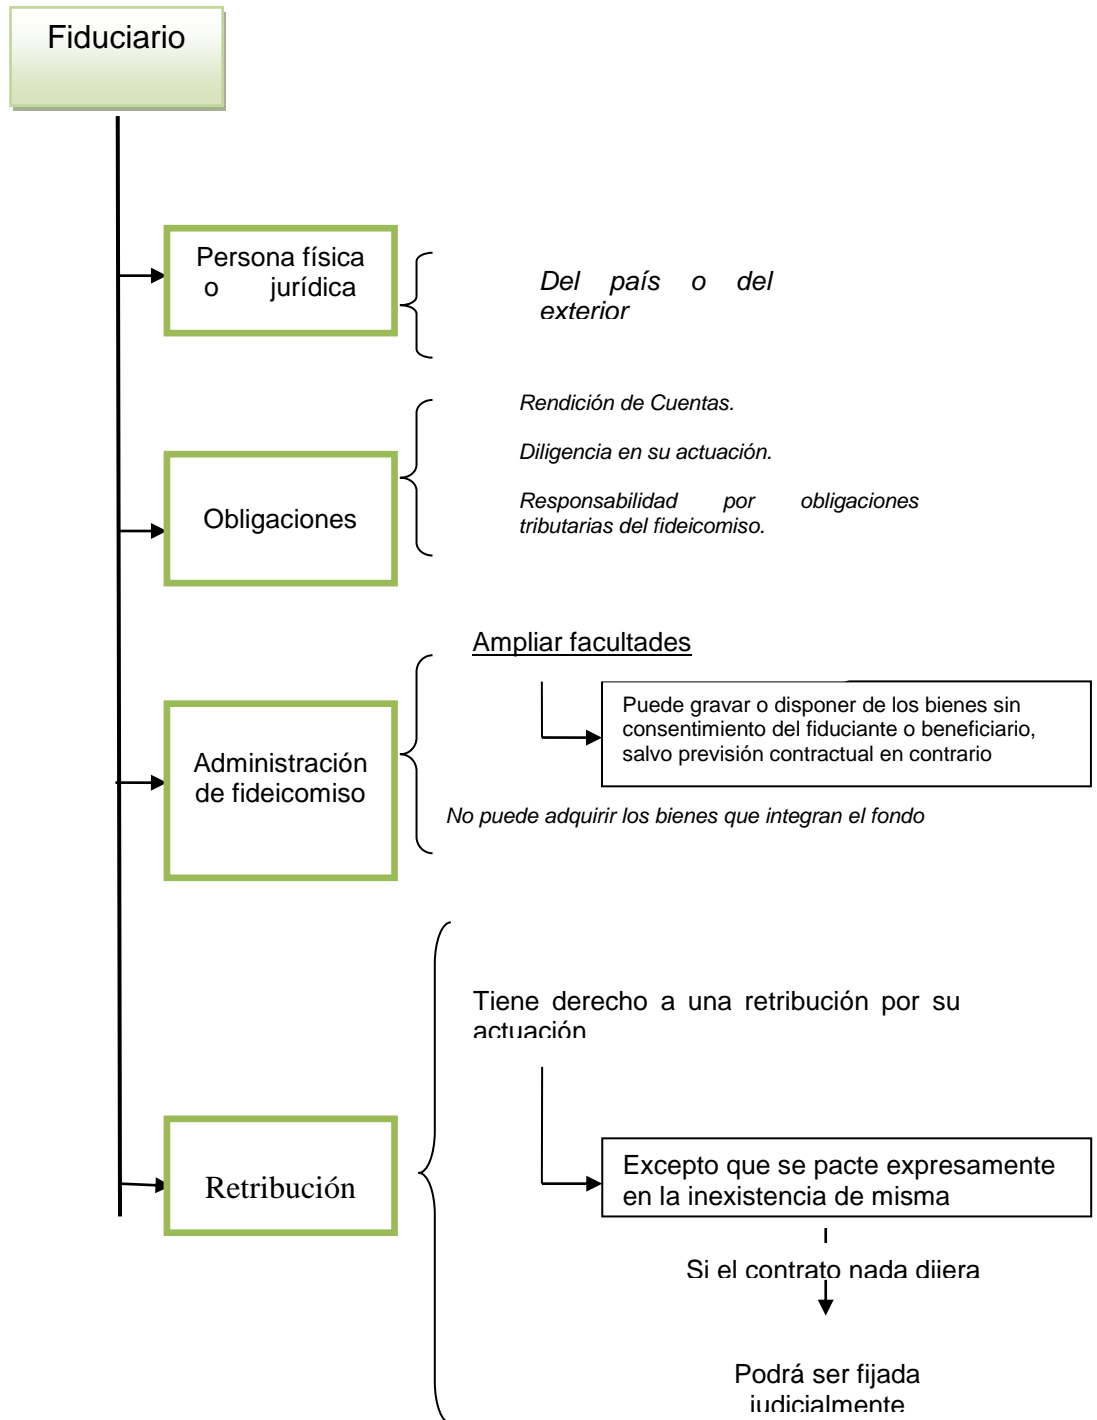 Fiduciario
Persona física
o jurídica
Del país o del
exterior
Rendición de Cuentas.
Diligencia en su actuación.
Responsabilidad por obligaciones
tributarias del fideicomiso.
Obligaciones
Ampliar facultades
Puede gravar o disponer de los bienes sin
consentimiento del fiduciante o beneficiario,
salvo previsión contractual en contrario
Administración
de fideicomiso
No puede adquirir los bienes que integran el fondo
Tiene derecho a una retribución por su
actuación
Excepto que se pacte expresamente
en la inexistencia de misma
Retribución
Si el contrato nada dijera
Podrá ser fijada
judicialmente